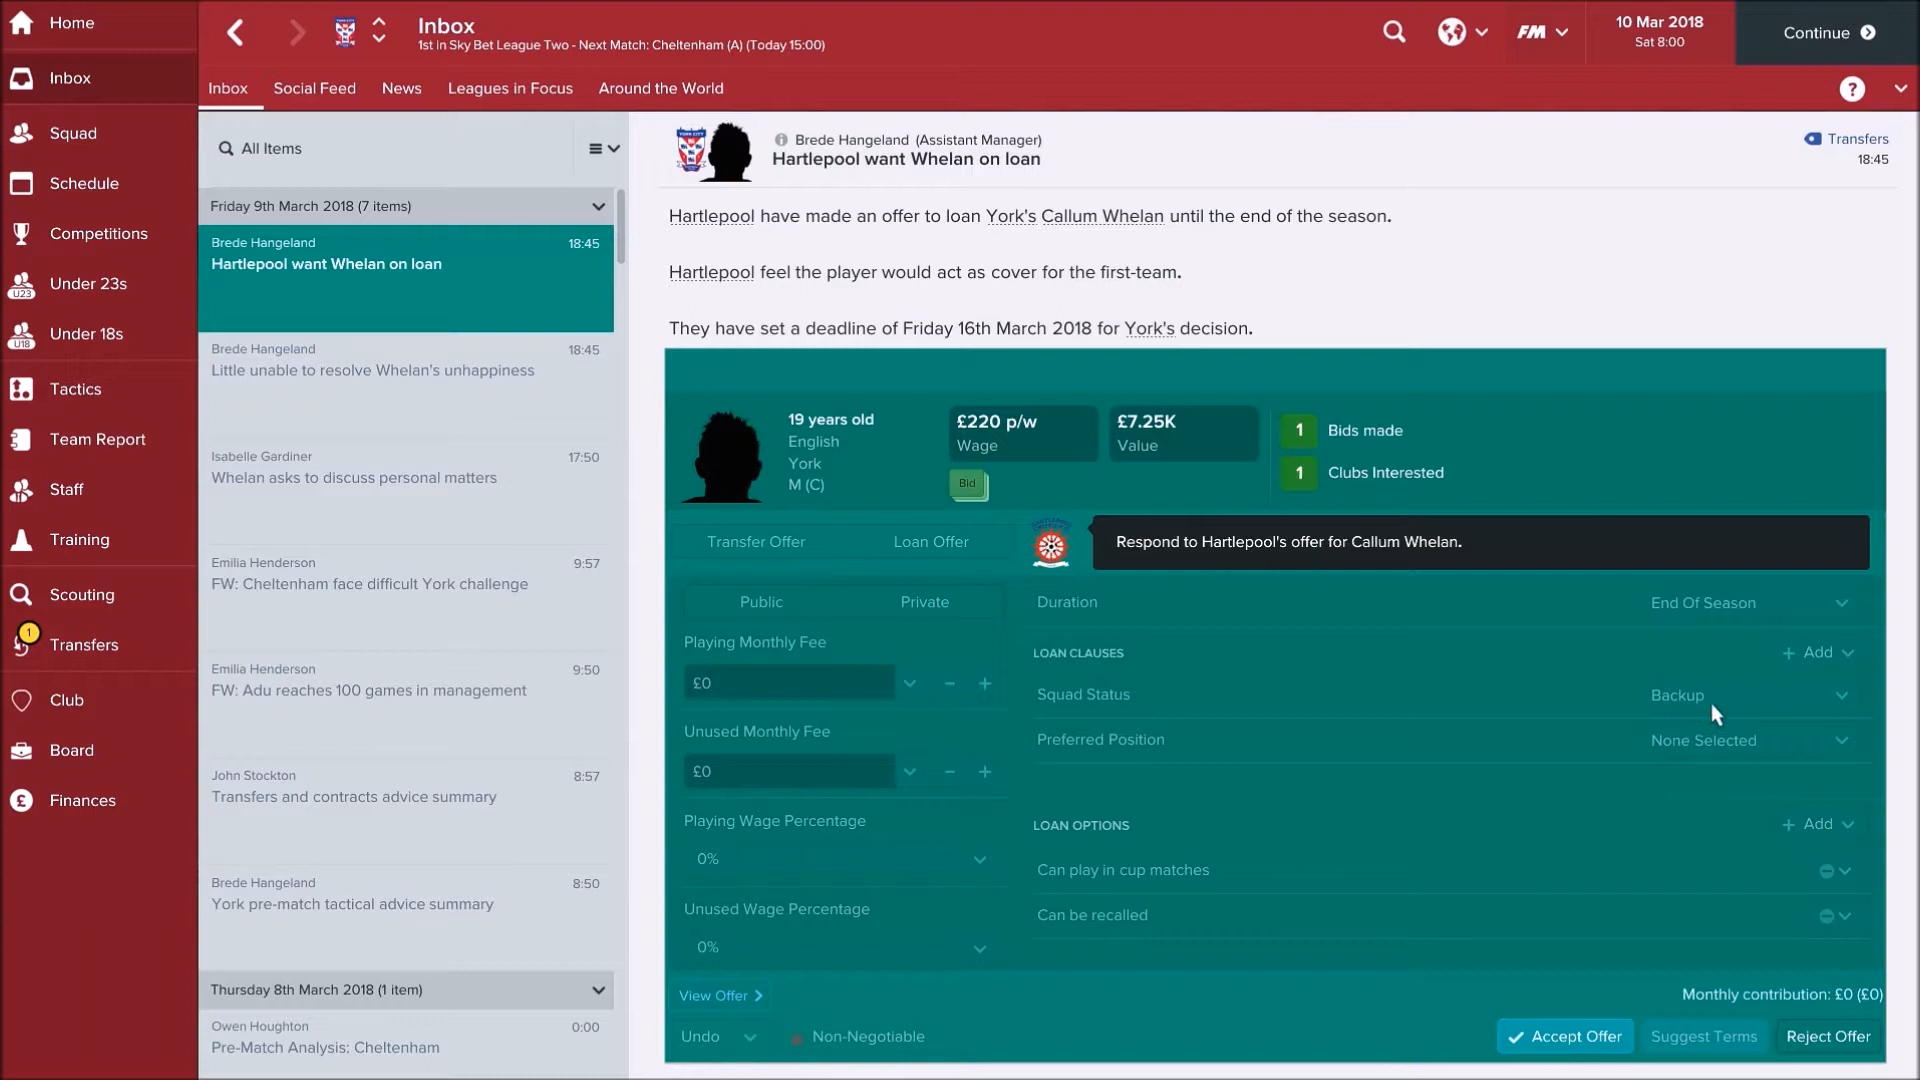 Home
Inbox
1st in Sky Bet League Two - Next Match: Cheltenham (A) (Today 15:00)
FM
10 Mar 2018
Sat 8:00
Continue
Inbox
Inbox
Social Feed
News
Leagues in Focus
Around the World
?
Squad
Schedule
Competitions
U23
Under 23s
U18
Under 18s
Tactics
Team Report
Staff
Training
Scouting
1
Transfers
Club
Board
£
Finances
All Items
Friday 9th March 2018 (7 items)
Brede Hangeland 18:45
Hartlepool want Whelan on loan
Brede Hangeland 18:45
Little unable to resolve Whelan's unhappiness
Isabelle Gardiner 17:50
Whelan asks to discuss personal matters
Emilia Henderson 9:57
FW: Cheltenham face difficult York challenge
Emilia Henderson 9:50
FW: Adu reaches 100 games in management
John Stockton 8:57
Transfers and contracts advice summary
Brede Hangeland 8:50
York pre-match tactical advice summary
Thursday 8th March 2018 (1 item)
Owen Houghton 0:00
Pre-Match Analysis: Cheltenham
Brede Hangeland (Assistant Manager)
Hartlepool want Whelan on loan
Transfers
18:45
Hartlepool have made an offer to loan York's Callum Whelan until the end of the season.
Hartlepool feel the player would act as cover for the first-team.
They have set a deadline of Friday 16th March 2018 for York's decision.
19 years old
English
York
M (C)
£220 p/w
Wage
Bid
£7.25K
Value
1 Bids made
1 Clubs Interested
Transfer Offer
Loan Offer
Respond to Hartlepool's offer for Callum Whelan.
Public
Private
Playing Monthly Fee
£0
Unused Monthly Fee
£0
Playing Wage Percentage
0%
Unused Wage Percentage
0%
Duration
End Of Season
LOAN CLAUSES
+ Add
Squad Status
Backup
Preferred Position
None Selected
LOAN OPTIONS
+ Add
Can play in cup matches
Can be recalled
View Offer
Monthly contribution: £0 (£0)
Undo
Non-Negotiable
Accept Offer
Suggest Terms
Reject Offer